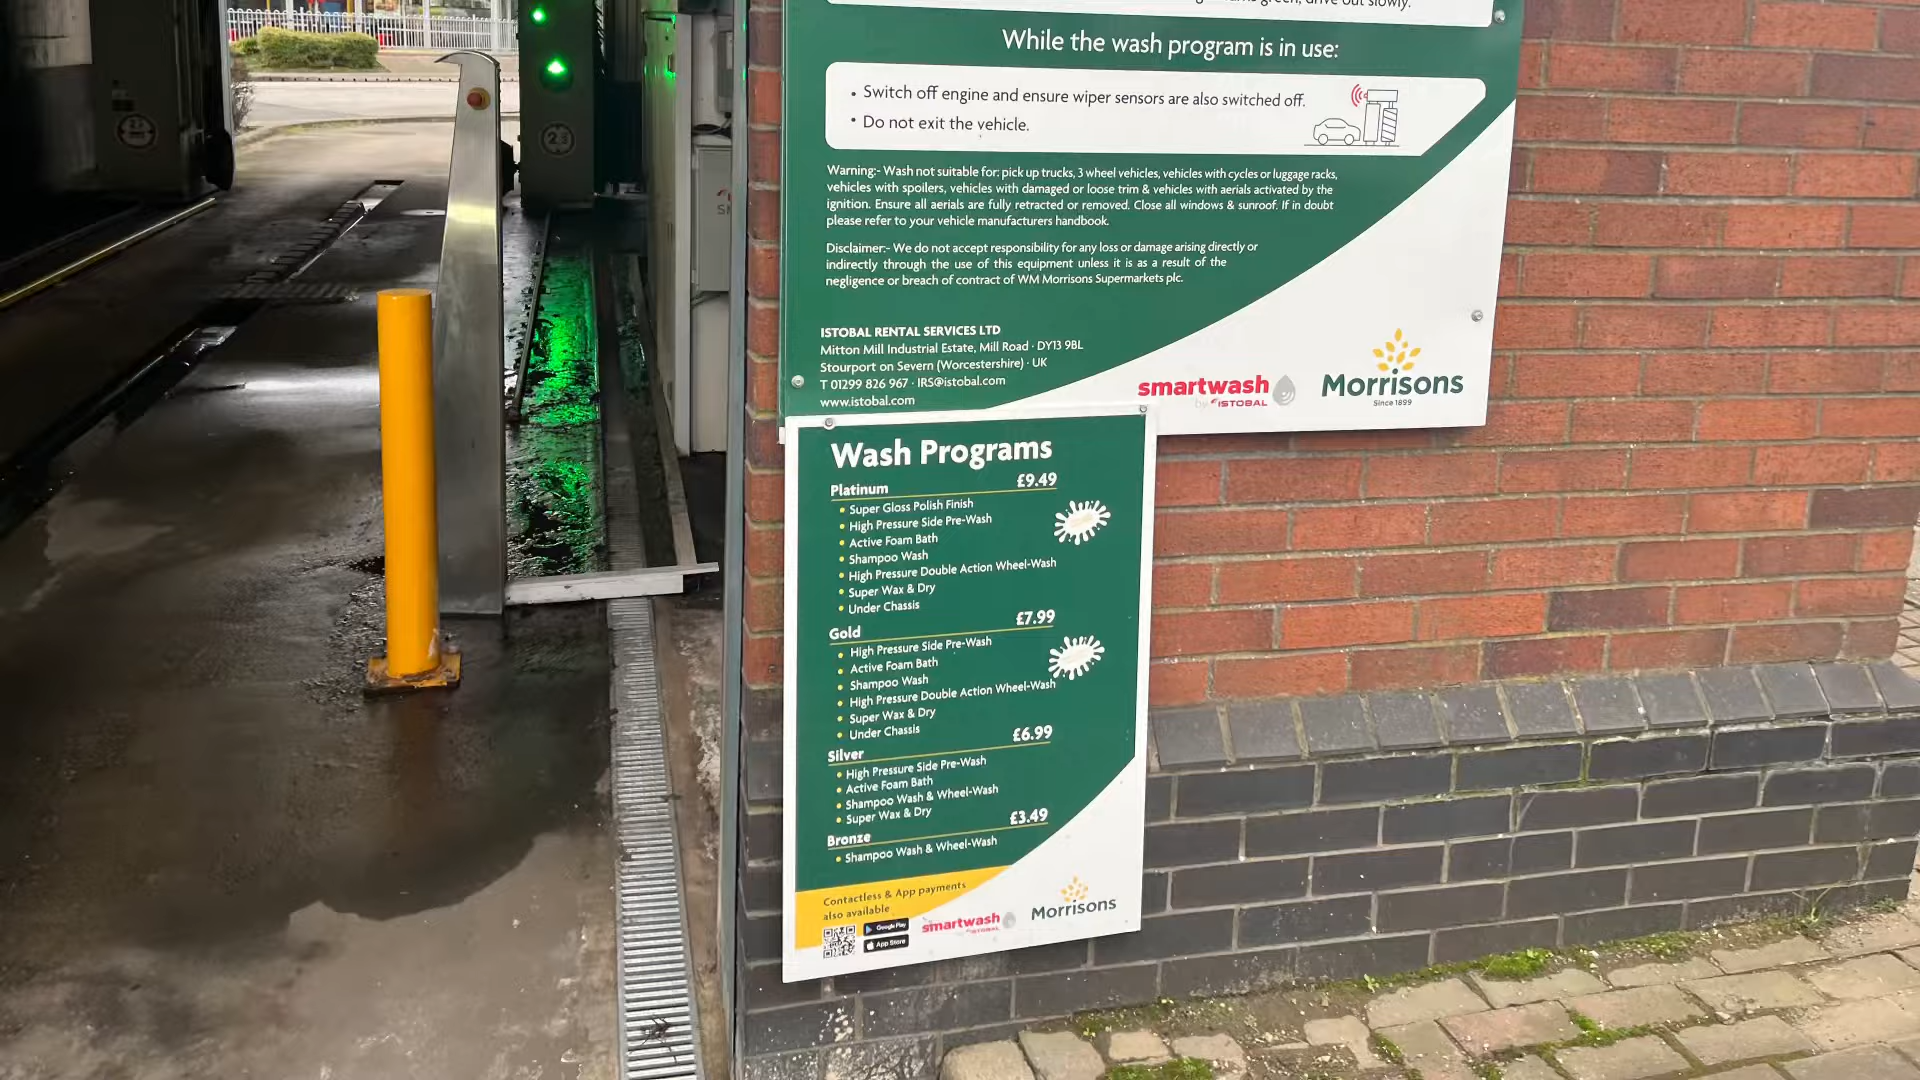 green, drive out slowly.
While the wash program is in use:
• Switch off engine and ensure wiper sensors are also switched off.
• Do not exit the vehicle.
Warning:- Wash not suitable for: pick up trucks, 3 wheel vehicles, vehicles with cycles or luggage racks,
vehicles with spoilers, vehicles with damaged or loose trim & vehicles with aerials activated by the
ignition. Ensure all aerials are fully retracted or removed. Close all windows & sunroof. If in doubt
please refer to your vehicle manufacturers handbook.
Disclaimer:- We do not accept responsibility for any loss or damage arising directly or
indirectly through the use of this equipment unless it is as a result of the
negligence or breach of contract of WM Morrisons Supermarkets plc.
ISTOBAL RENTAL SERVICES LTD
Mitton Mill Industrial Estate, Mill Road · DY13 9BL
Stourport on Severn (Worcestershire) · UK
T 01299 826 967 · IRS@istobal.com
www.istobal.com
smartwash
by ISTOBAL
Morrisons
Since 1899
Wash Programs
Platinum £9.49
• Super Gloss Polish Finish
• High Pressure Side Pre-Wash
• Active Foam Bath
• Shampoo Wash
• High Pressure Double Action Wheel-Wash
• Super Wax & Dry
• Under Chassis
Gold £7.99
• High Pressure Side Pre-Wash
• Active Foam Bath
• Shampoo Wash
• High Pressure Double Action Wheel-Wash
• Super Wax & Dry
• Under Chassis
Silver £6.99
• High Pressure Side Pre-Wash
• Active Foam Bath
• Shampoo Wash & Wheel-Wash
• Super Wax & Dry
Bronze £3.49
• Shampoo Wash & Wheel-Wash
Contactless & App payments
also available
Google Play
App Store
smartwash
by ISTOBAL
Morrisons